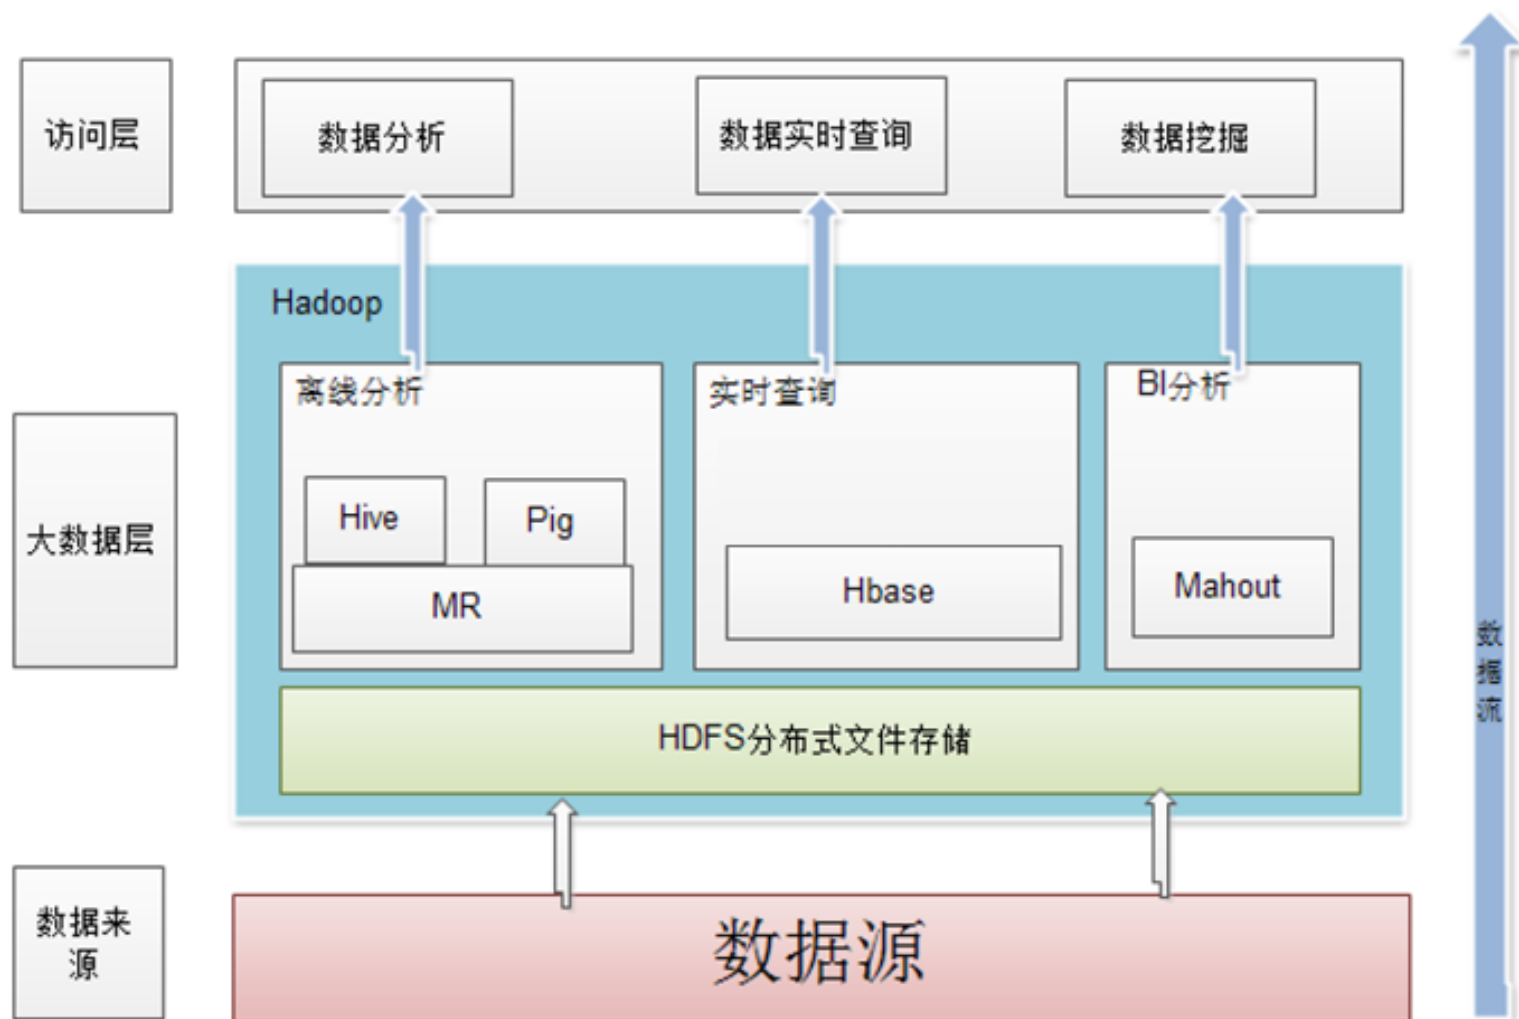 访问层
数据分析
数据实时查询
数据挖掘
Hadoop
离线分析
实时查询
BI分析
Hive
Pig
MR
Hbase
Mahout
大数据层
HDFS分布式文件存储
数据来
源
数据源
数
据
流